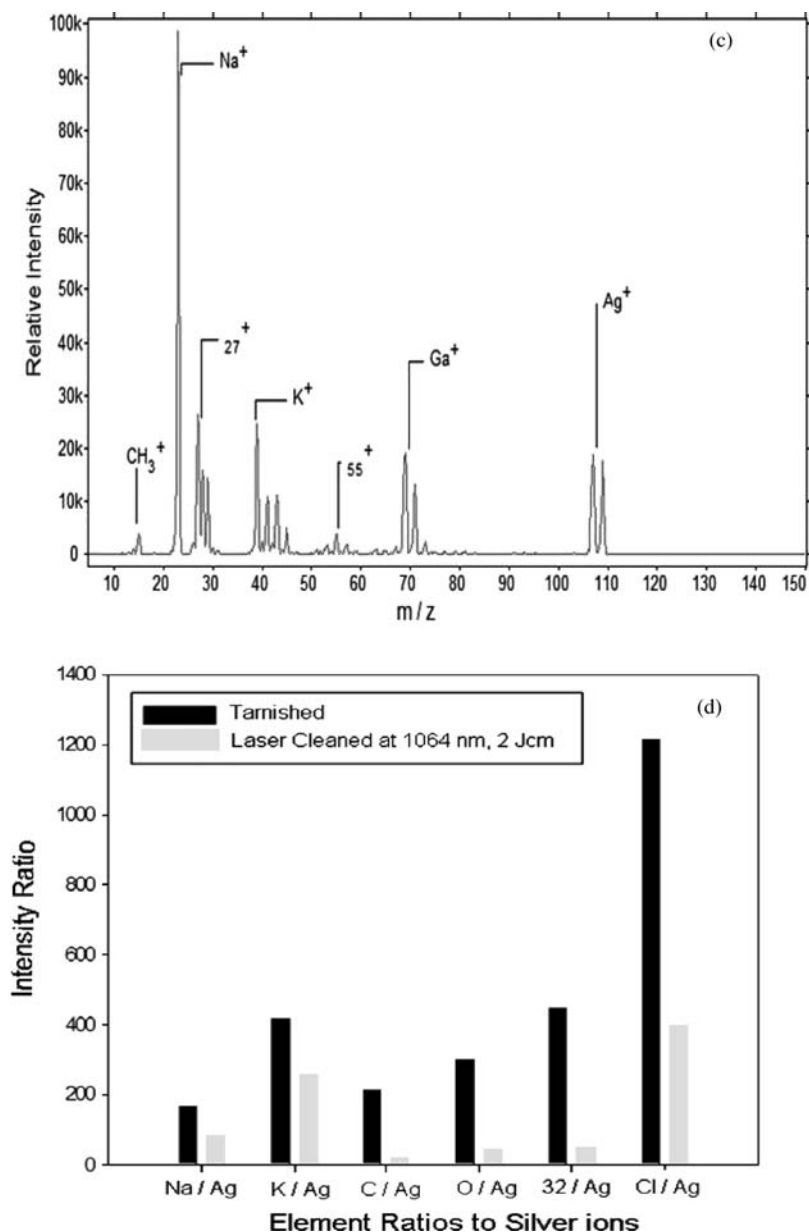 (c)
100k
90k
80k
70k
60k
50k
40k
30k
20k
10k
0
Relative Intensity
Na+
27+
CH3+
K+
55+
Ga+
Ag+
10 20 30 40 50 60 70 80 90 100 110 120 130 140 150
m / z
(d)
1400
1200
1000
800
600
400
200
0
Intensity Ratio
Tarnished
Laser Cleaned at 1064 nm, 2 Jcm
Na / Ag K / Ag C / Ag O / Ag 32 / Ag Cl / Ag
Element Ratios to Silver ions